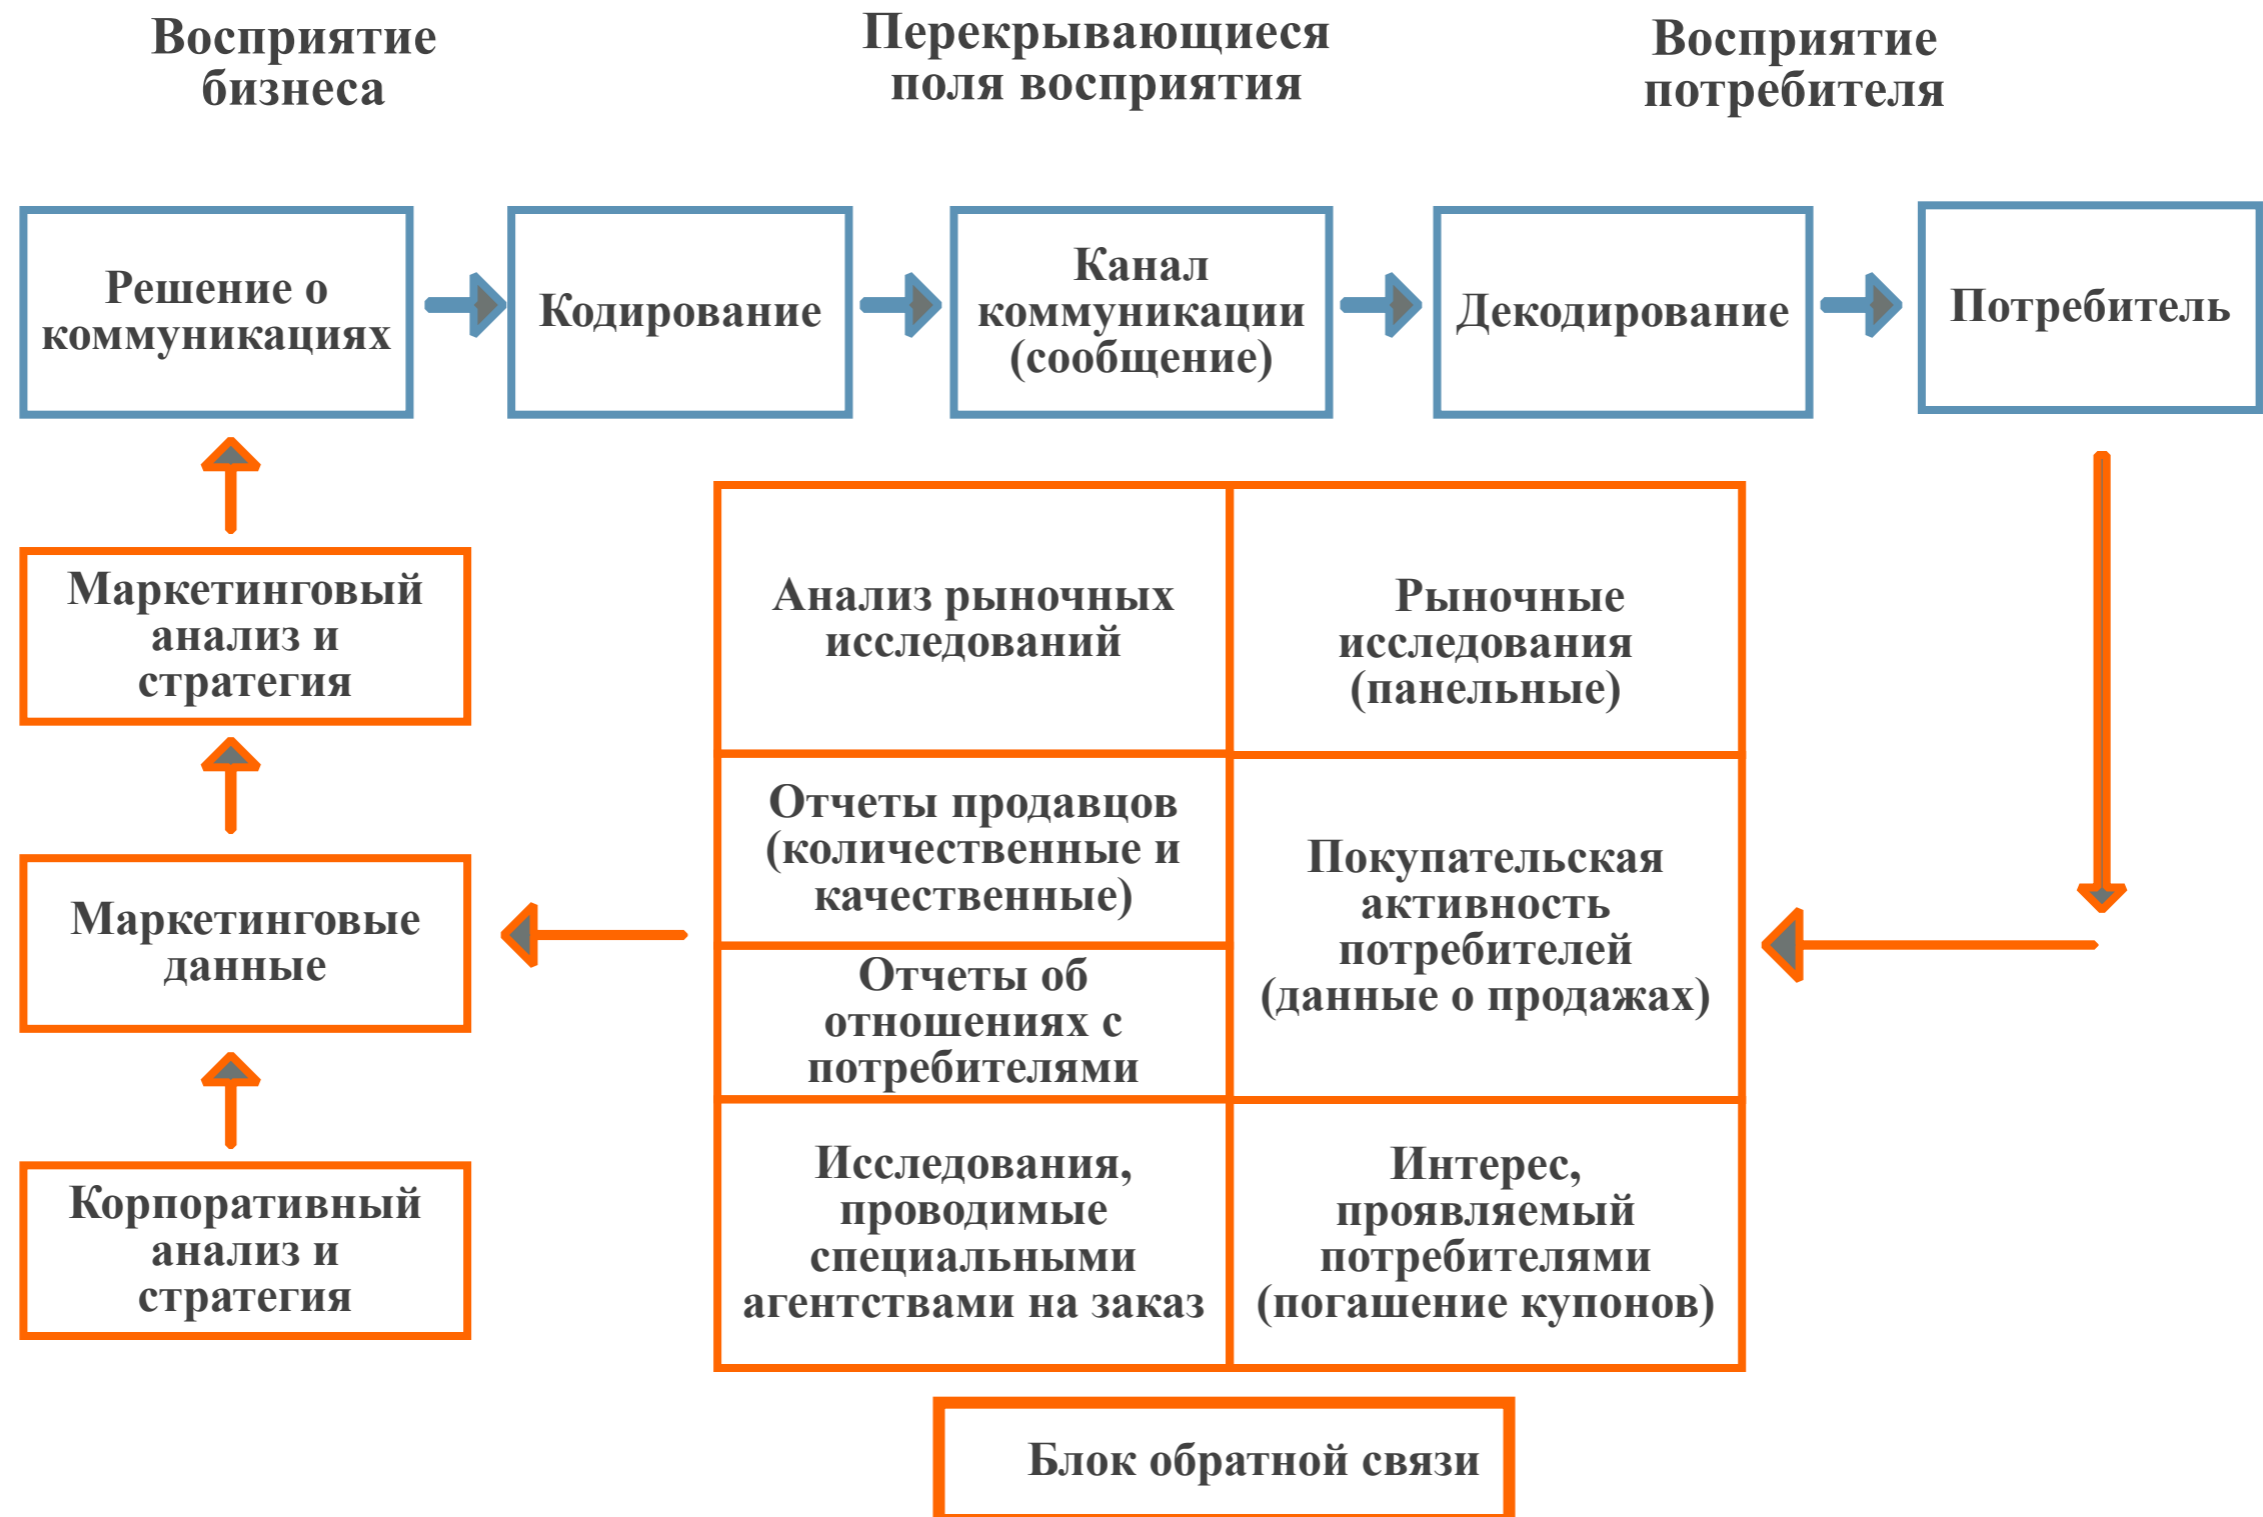 Восприятие
бизнеса
Перекрывающиеся
поля восприятия
Восприятие
потребителя
Решение о
коммуникациях
Кодирование
Канал
коммуникации
(сообщение)
Декодирование
Потребитель
Маркетинговый
анализ и
стратегия
Маркетинговые
данные
Корпоративный
анализ и
стратегия
Анализ рыночных
исследований
Рыночные
исследования
(панельные)
Отчеты продавцов
(количественные и
качественные)
Покупательская
активность
потребителей
(данные о продажах)
Отчеты об
отношениях с
потребителями
Исследования,
проводимые
специальными
агентствами на заказ
Интерес,
проявляемый
потребителями
(погашение купонов)
Блок обратной связи